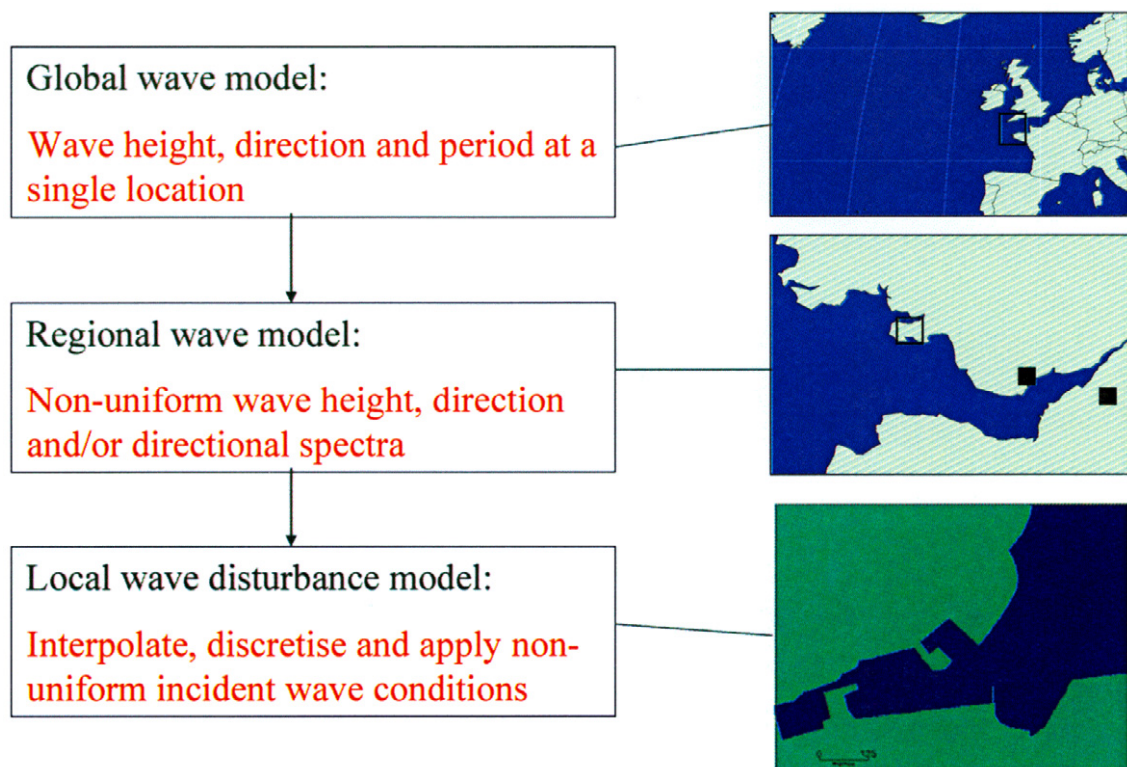 Global wave model:
Wave height, direction and period at a
single location
Regional wave model:
Non-uniform wave height, direction
and/or directional spectra
Local wave disturbance model:
Interpolate, discretise and apply non-
uniform incident wave conditions
0